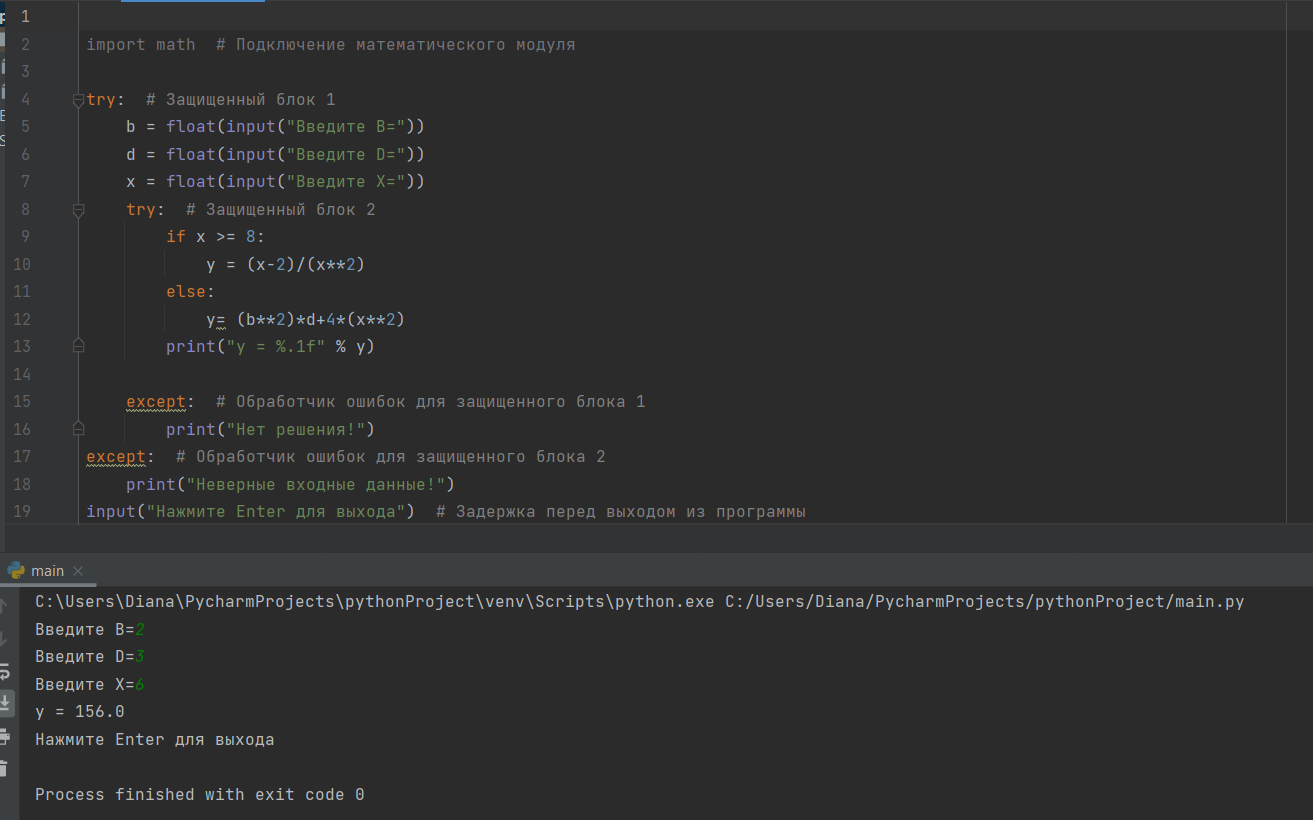 1
2 import math  # Подключение математического модуля
3
4 try:  # Защищенный блок 1
5     b = float(input("Введите B="))
6     d = float(input("Введите D="))
7     x = float(input("Введите X="))
8     try:  # Защищенный блок 2
9         if x >= 8:
10             y = (x-2)/(x**2)
11         else:
12             y= (b**2)*d+4*(x**2)
13         print("y = %.1f" % y)
14
15     except:  # Обработчик ошибок для защищенного блока 1
16         print("Нет решения!")
17 except:  # Обработчик ошибок для защищенного блока 2
18     print("Неверные входные данные!")
19 input("Нажмите Enter для выхода")  # Задержка перед выходом из программы
main
C:\Users\Diana\PycharmProjects\pythonProject\venv\Scripts\python.exe C:/Users/Diana/PycharmProjects/pythonProject/main.py
Введите B=2
Введите D=3
Введите X=6
y = 156.0
Нажмите Enter для выхода
Process finished with exit code 0